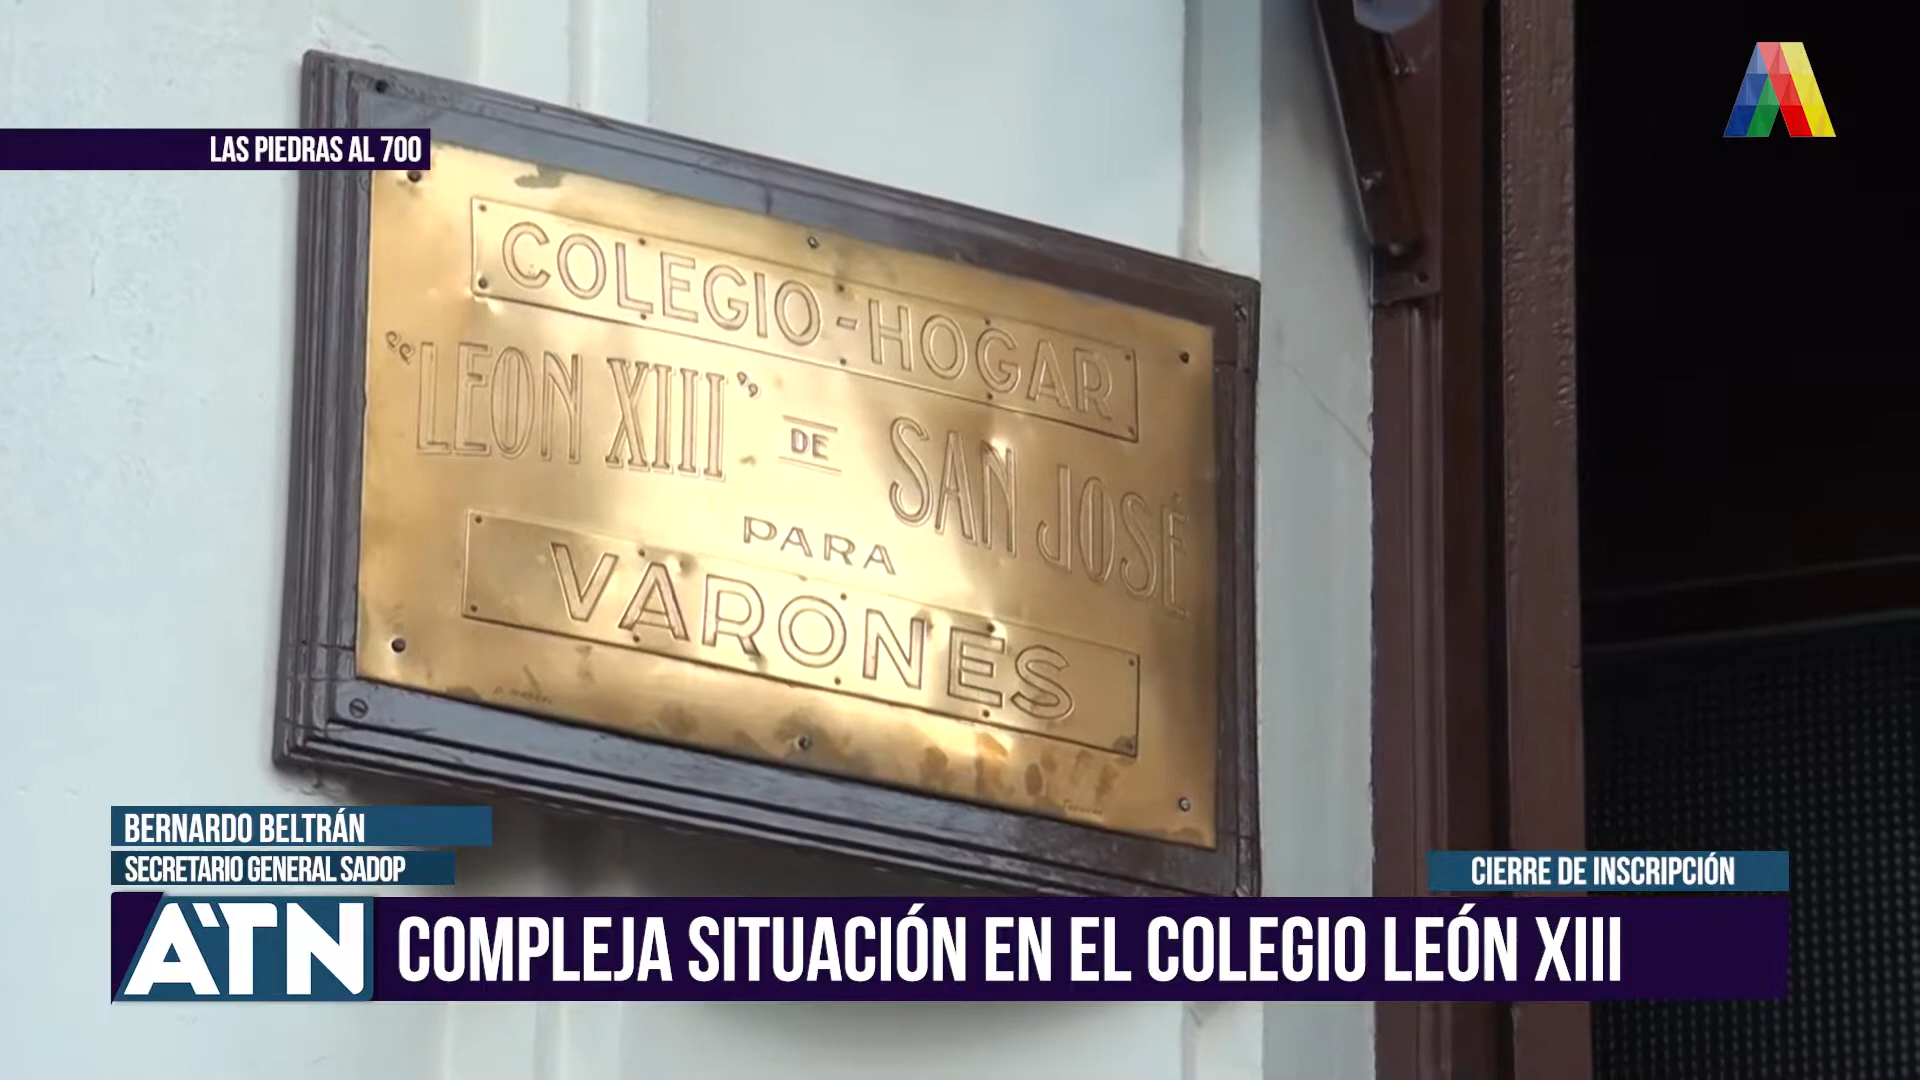 LAS PIEDRAS AL 700
COLEGIO-HOGAR
“LEON XIII” DE SAN JOSÉ
PARA
VARONES
BERNARDO BELTRÁN
SECRETARIO GENERAL SADOP
CIERRE DE INSCRIPCIÓN
ATN
COMPLEJA SITUACIÓN EN EL COLEGIO LEÓN XIII